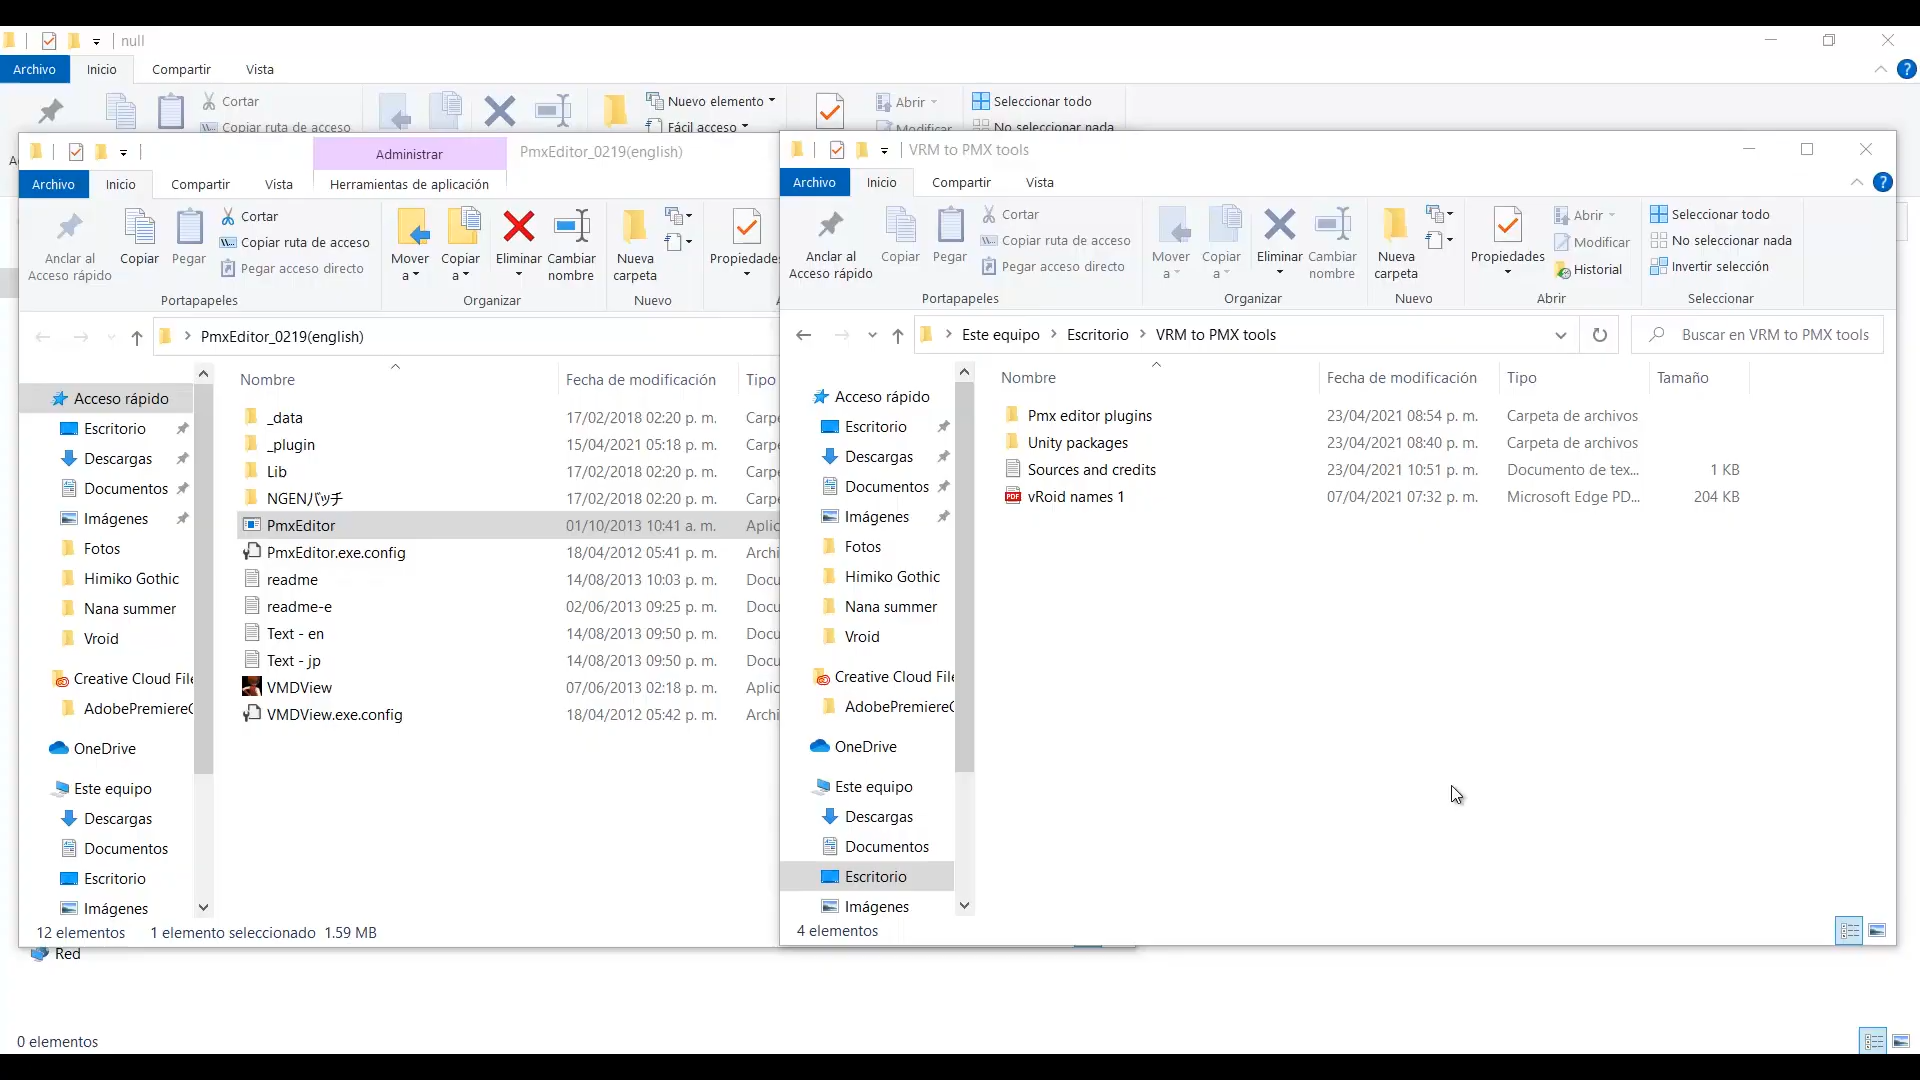 null
Archivo Inicio Compartir Vista
Cortar
Copiar ruta de acceso
Nuevo elemento
Fácil acceso
Abrir
Modificar
Seleccionar todo
No seleccionar nada
Administrar
PmxEditor_0219(english)
Archivo Inicio Compartir Vista Herramientas de aplicación
Anclar al
Acceso rápido
Copiar
Pegar
Cortar
Copiar ruta de acceso
Pegar acceso directo
Mover
a
Copiar
a
Eliminar
Cambiar
nombre
Nueva
carpeta
Propiedades
Portapapeles Organizar Nuevo
PmxEditor_0219(english)
Acceso rápido
Escritorio
Descargas
Documentos
Imágenes
Fotos
Himiko Gothic
Nana summer
Vroid
Creative Cloud File
AdobePremiereC
OneDrive
Este equipo
Descargas
Documentos
Escritorio
Imágenes
Nombre Fecha de modificación Tipo
_data 17/02/2018 02:20 p. m. Carpe
_plugin 15/04/2021 05:18 p. m. Carpe
Lib 17/02/2018 02:20 p. m. Carpe
NGENバッチ 17/02/2018 02:20 p. m. Carpe
PmxEditor 01/10/2013 10:41 a. m. Aplic
PmxEditor.exe.config 18/04/2012 05:41 p. m. Archi
readme 14/08/2013 10:03 p. m. Docu
readme-e 02/06/2013 09:25 p. m. Docu
Text - en 14/08/2013 09:50 p. m. Docu
Text - jp 14/08/2013 09:50 p. m. Docu
VMDView 07/06/2013 02:18 p. m. Aplic
VMDView.exe.config 18/04/2012 05:42 p. m. Archi
12 elementos 1 elemento seleccionado 1.59 MB
VRM to PMX tools
Archivo Inicio Compartir Vista
?
Anclar al
Acceso rápido
Copiar
Pegar
Cortar
Copiar ruta de acceso
Pegar acceso directo
Mover
a
Copiar
a
Eliminar
Cambiar
nombre
Nueva
carpeta
Propiedades
Abrir
Modificar
Historial
Seleccionar todo
No seleccionar nada
Invertir selección
Portapapeles Organizar Nuevo Abrir Seleccionar
Este equipo Escritorio VRM to PMX tools
Buscar en VRM to PMX tools
Acceso rápido
Escritorio
Descargas
Documentos
Imágenes
Fotos
Himiko Gothic
Nana summer
Vroid
Creative Cloud File
AdobePremiereC
OneDrive
Este equipo
Descargas
Documentos
Escritorio
Imágenes
Nombre Fecha de modificación Tipo Tamaño
Pmx editor plugins 23/04/2021 08:54 p. m. Carpeta de archivos
Unity packages 23/04/2021 08:40 p. m. Carpeta de archivos
Sources and credits 23/04/2021 10:51 p. m. Documento de tex... 1 KB
PDF vRoid names 1 07/04/2021 07:32 p. m. Microsoft Edge PD... 204 KB
4 elementos
Red
0 elementos